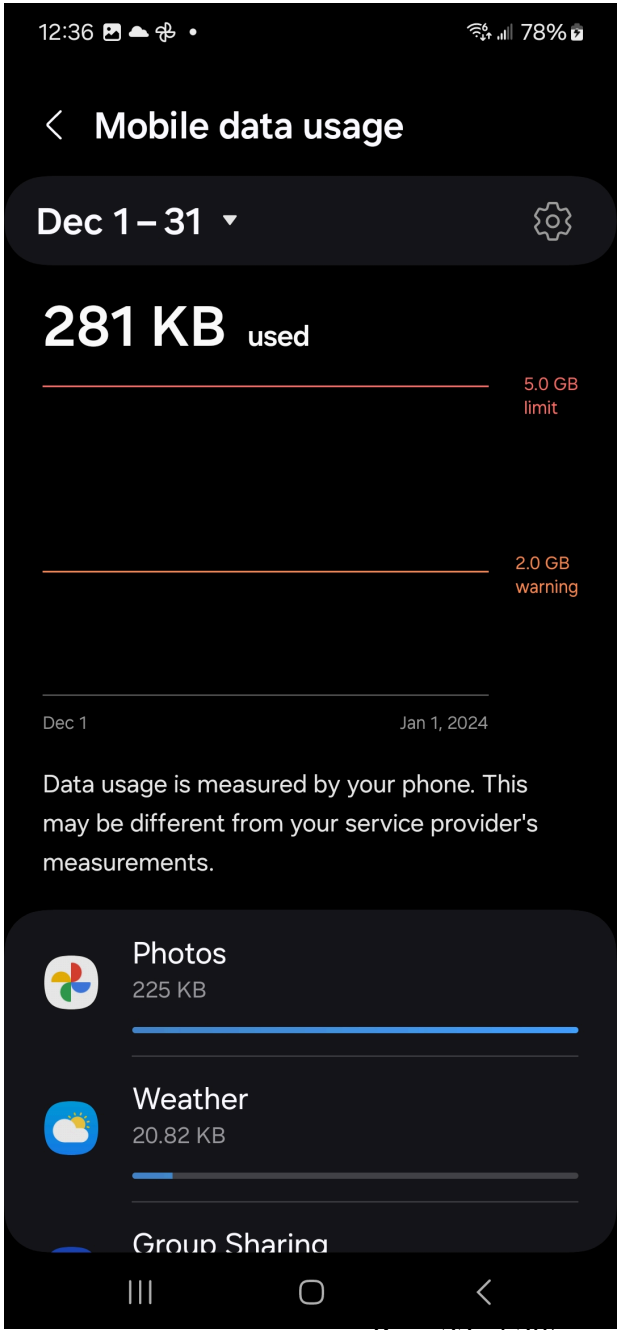 12:36
78%
Mobile data usage
Dec 1 – 31
281 KB used
5.0 GB
limit
2.0 GB
warning
Dec 1
Jan 1, 2024
Data usage is measured by your phone. This
may be different from your service provider's
measurements.
Photos
225 KB
Weather
20.82 KB
Group Sharing